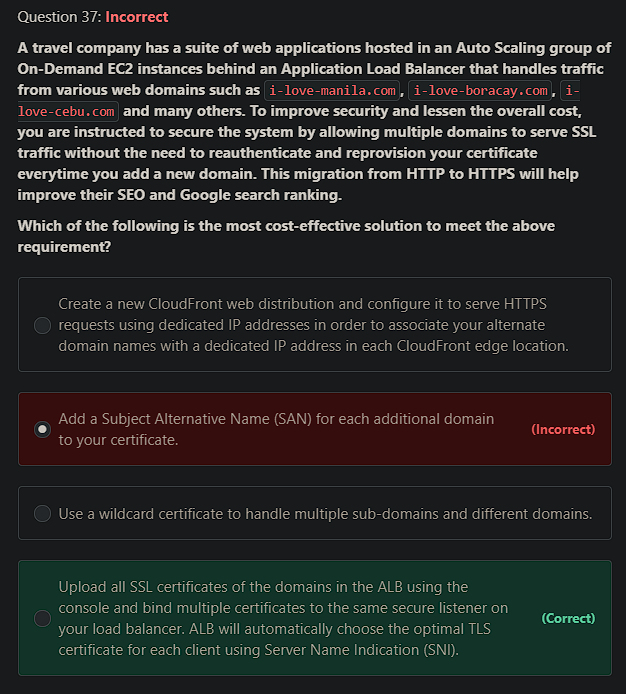 Question 37: Incorrect
A travel company has a suite of web applications hosted in an Auto Scaling group of
On-Demand EC2 instances behind an Application Load Balancer that handles traffic
from various web domains such as i-love-manila.com, i-love-boracay.com, i-
love-cebu.com and many others. To improve security and lessen the overall cost,
you are instructed to secure the system by allowing multiple domains to serve SSL
traffic without the need to reauthenticate and reprovision your certificate
everytime you add a new domain. This migration from HTTP to HTTPS will help
improve their SEO and Google search ranking.
Which of the following is the most cost-effective solution to meet the above
requirement?
Create a new CloudFront web distribution and configure it to serve HTTPS
requests using dedicated IP addresses in order to associate your alternate
domain names with a dedicated IP address in each CloudFront edge location.
Add a Subject Alternative Name (SAN) for each additional domain
to your certificate.
(Incorrect)
Use a wildcard certificate to handle multiple sub-domains and different domains.
Upload all SSL certificates of the domains in the ALB using the
console and bind multiple certificates to the same secure listener on
your load balancer. ALB will automatically choose the optimal TLS
certificate for each client using Server Name Indication (SNI).
(Correct)